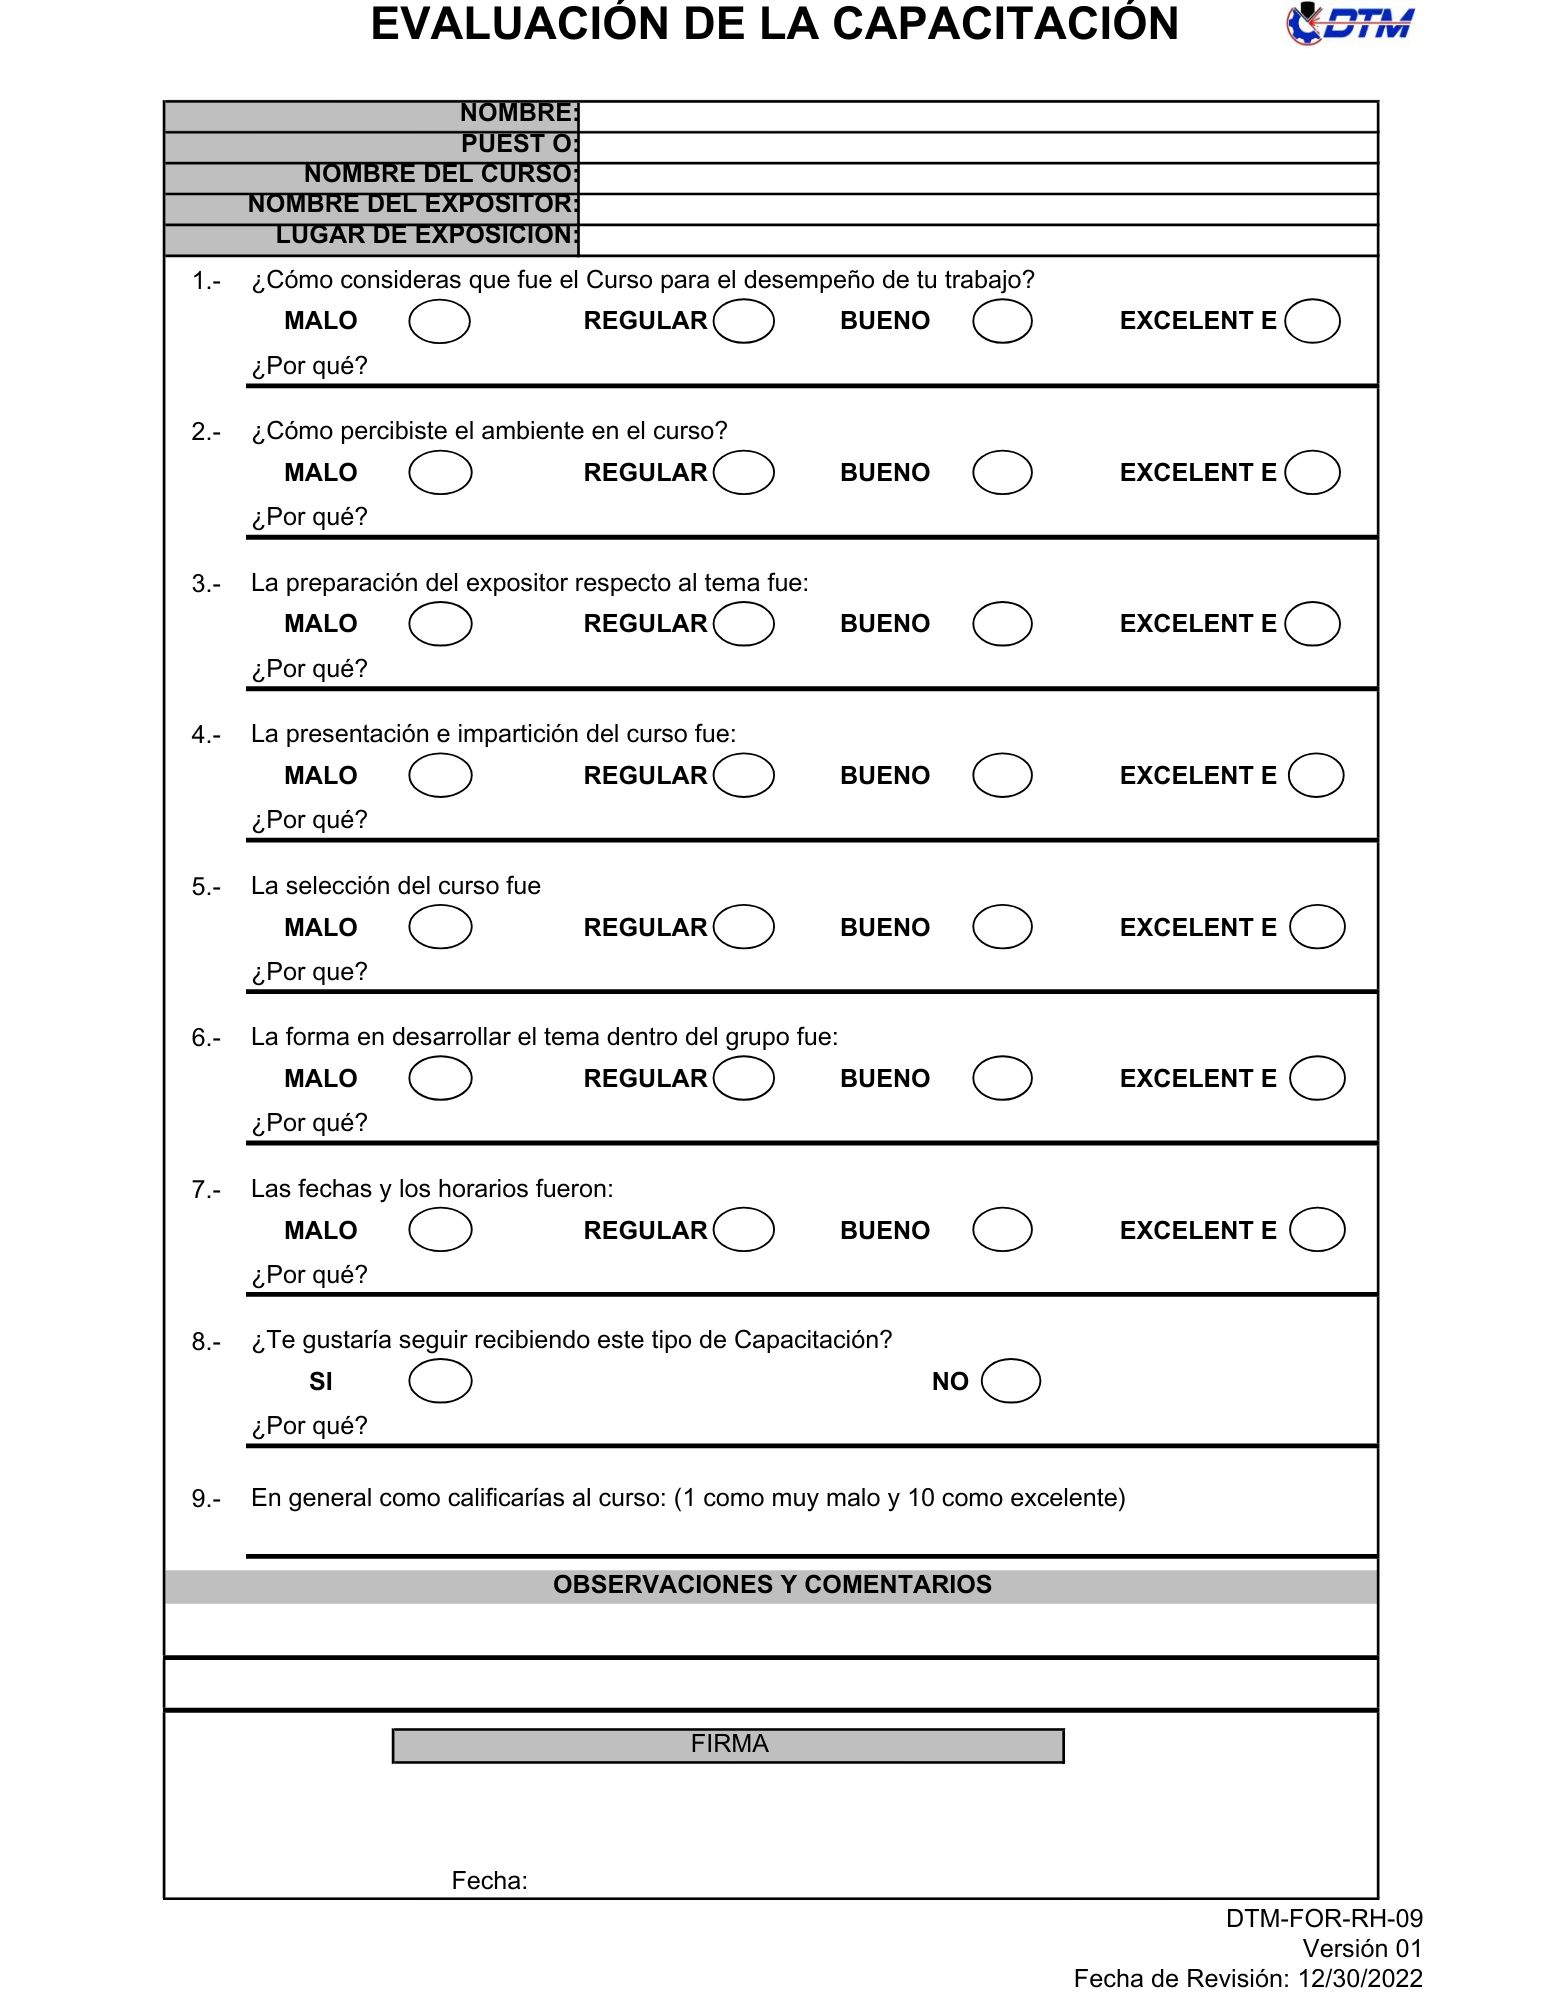 EVALUACIÓN DE LA CAPACITACIÓN
DTM
NOMBRE:
PUEST O:
NOMBRE DEL CURSO:
NOMBRE DEL EXPOSITOR:
LUGAR DE EXPOSICION:
1.- ¿Cómo consideras que fue el Curso para el desempeño de tu trabajo?
MALO REGULAR BUENO EXCELENT E
¿Por qué?
2.- ¿Cómo percibiste el ambiente en el curso?
MALO REGULAR BUENO EXCELENT E
¿Por qué?
3.- La preparación del expositor respecto al tema fue:
MALO REGULAR BUENO EXCELENT E
¿Por qué?
4.- La presentación e impartición del curso fue:
MALO REGULAR BUENO EXCELENT E
¿Por qué?
5.- La selección del curso fue
MALO REGULAR BUENO EXCELENT E
¿Por que?
6.- La forma en desarrollar el tema dentro del grupo fue:
MALO REGULAR BUENO EXCELENT E
¿Por qué?
7.- Las fechas y los horarios fueron:
MALO REGULAR BUENO EXCELENT E
¿Por qué?
8.- ¿Te gustaría seguir recibiendo este tipo de Capacitación?
SI NO
¿Por qué?
9.- En general como calificarías al curso: (1 como muy malo y 10 como excelente)
OBSERVACIONES Y COMENTARIOS
FIRMA
Fecha:
DTM-FOR-RH-09
Versión 01
Fecha de Revisión: 12/30/2022